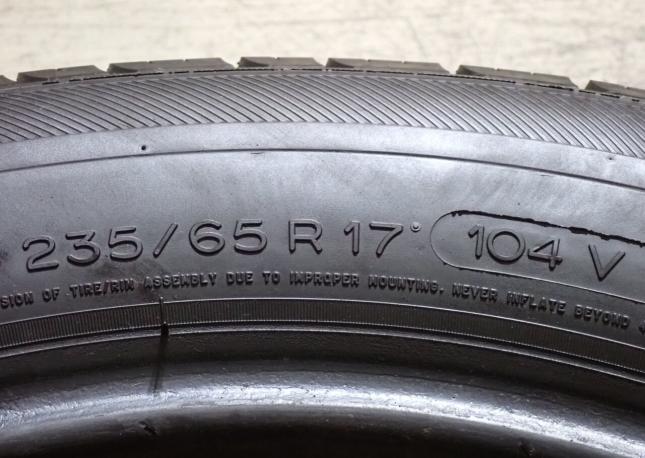 235/65 R 17 104 V
SION OF TIRE/RIM ASSEMBLY DUE TO IMPROPER MOUNTING. NEVER INFLATE BEYOND